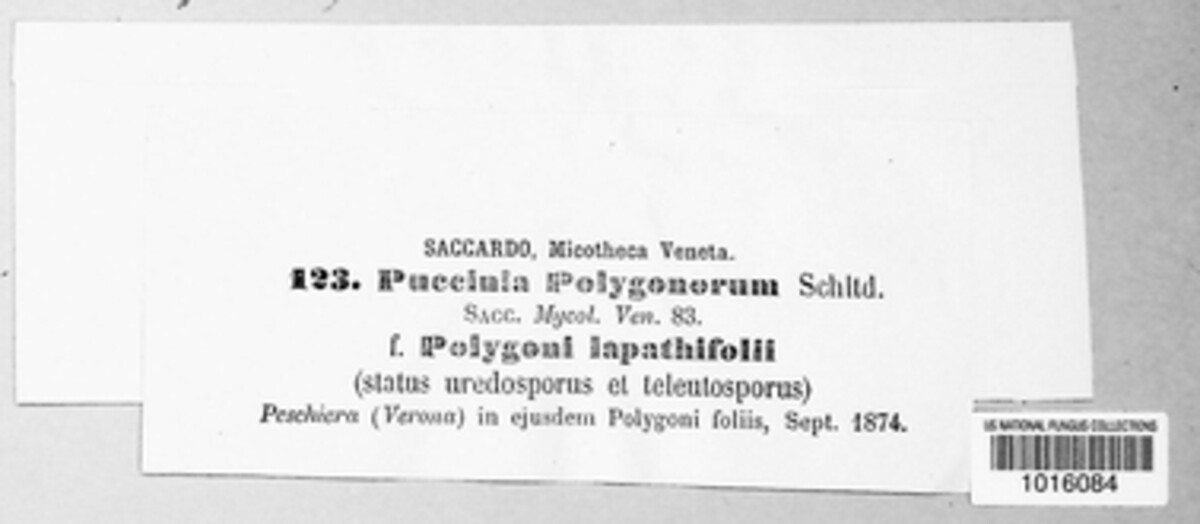 SACCARDO, Micotheca Veneta.
123. Puccinia Polygonorum Schltd.
SACC. Mycol. Ven. 83.
f. Polygoni lapathifolii
(status uredosporus et teleutosporus)
Peschiera (Verona) in ejusdem Polygoni foliis, Sept. 1874.
US NATIONAL FUNGUS COLLECTIONS
1016084